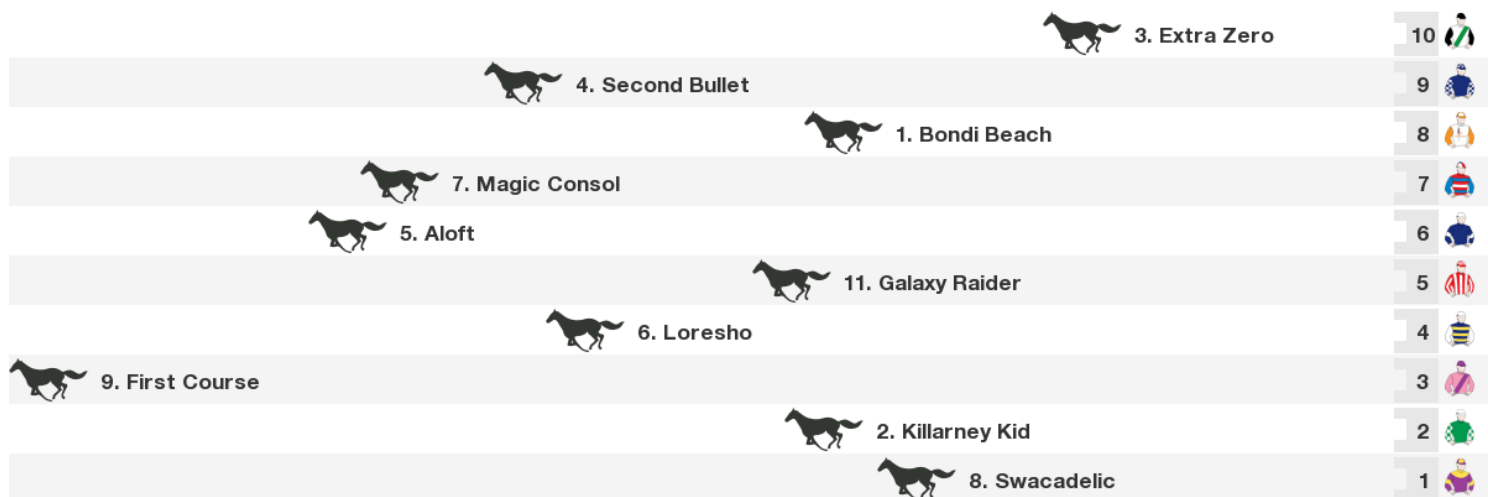 3. Extra Zero 10
4. Second Bullet 9
1. Bondi Beach 8
7. Magic Consol 7
5. Aloft 6
11. Galaxy Raider 5
6. Loresho 4
9. First Course 3
2. Killarney Kid 2
8. Swacadelic 1